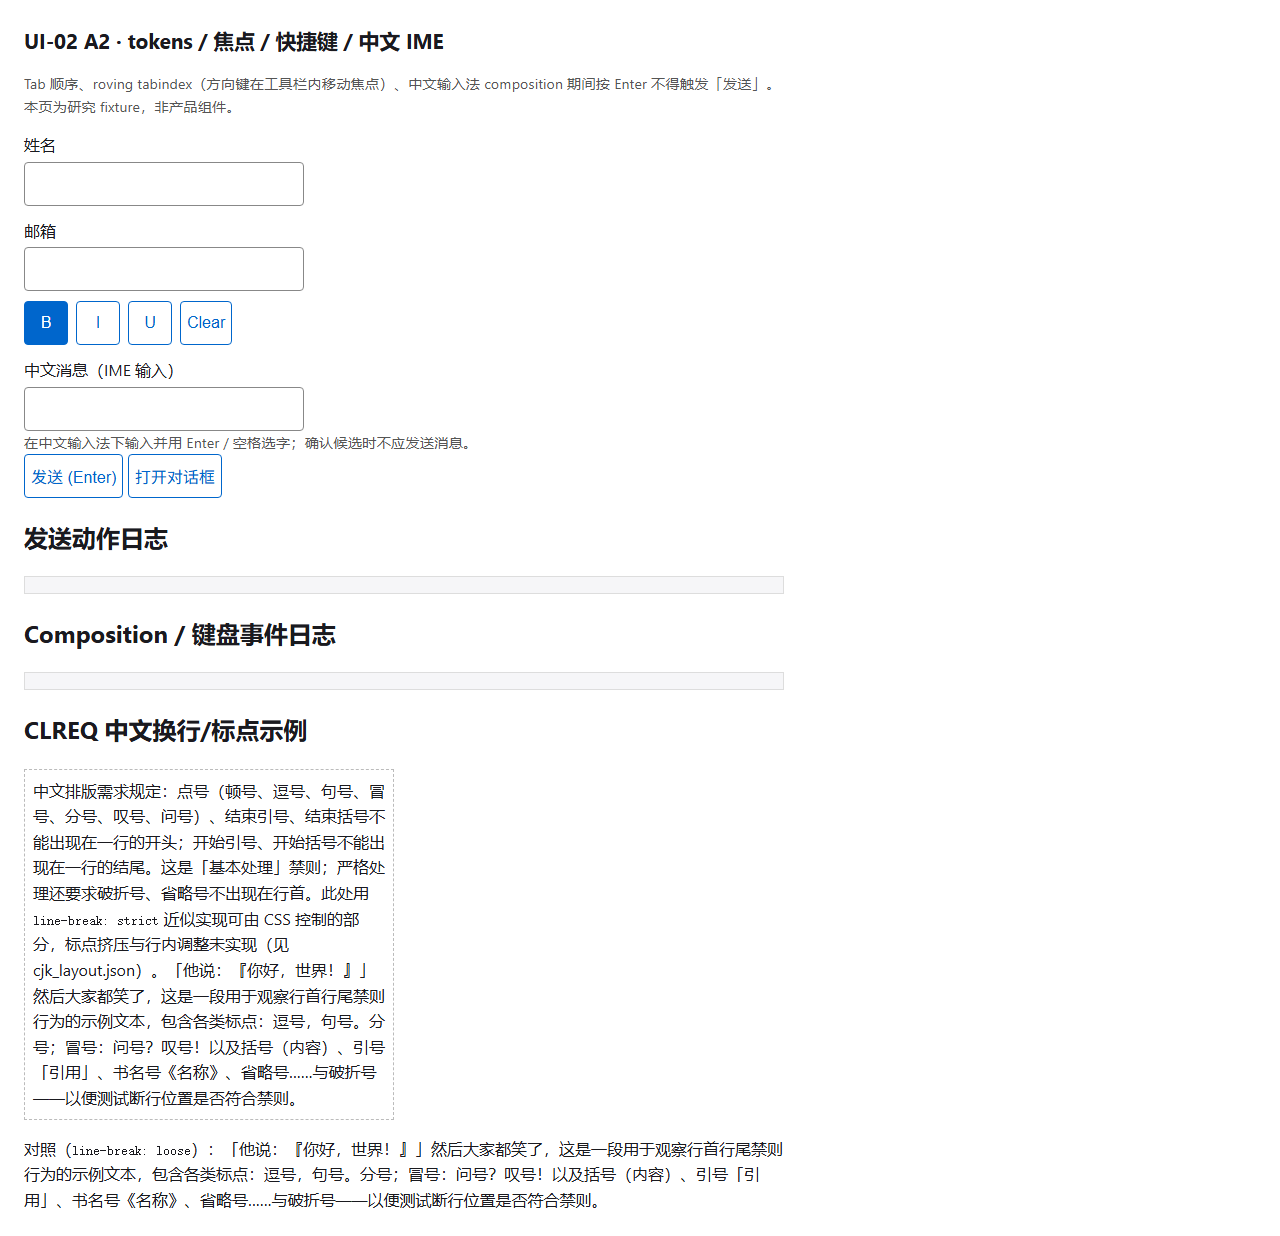 UI-02 A2 · tokens / 焦点 / 快捷键 / 中文 IME
Tab 顺序、roving tabindex（方向键在工具栏内移动焦点）、中文输入法 composition 期间按 Enter 不得触发「发送」。
本页为研究 fixture，非产品组件。
姓名
邮箱
B I U Clear
中文消息（IME 输入）
在中文输入法下输入并用 Enter / 空格选字；确认候选时不应发送消息。
发送 (Enter) 打开对话框
发送动作日志
Composition / 键盘事件日志
CLREQ 中文换行/标点示例
中文排版需求规定：点号（顿号、逗号、句号、冒
号、分号、叹号、问号）、结束引号、结束括号不
能出现在一行的开头；开始引号、开始括号不能出
现在一行的结尾。这是「基本处理」禁则；严格处
理还要求破折号、省略号不出现在行首。此处用
line-break: strict 近似实现可由 CSS 控制的部
分，标点挤压与行内调整未实现（见
cjk_layout.json）。「他说：『你好，世界！』」
然后大家都笑了，这是一段用于观察行首行尾禁则
行为的示例文本，包含各类标点：逗号，句号。分
号；冒号：问号？叹号！以及括号（内容）、引号
「引用」、书名号《名称》、省略号……与破折号
——以便测试断行位置是否符合禁则。
对照（line-break: loose）：「他说：『你好，世界！』」然后大家都笑了，这是一段用于观察行首行尾禁则
行为的示例文本，包含各类标点：逗号，句号。分号；冒号：问号？叹号！以及括号（内容）、引号「引
用」、书名号《名称》、省略号……与破折号——以便测试断行位置是否符合禁则。